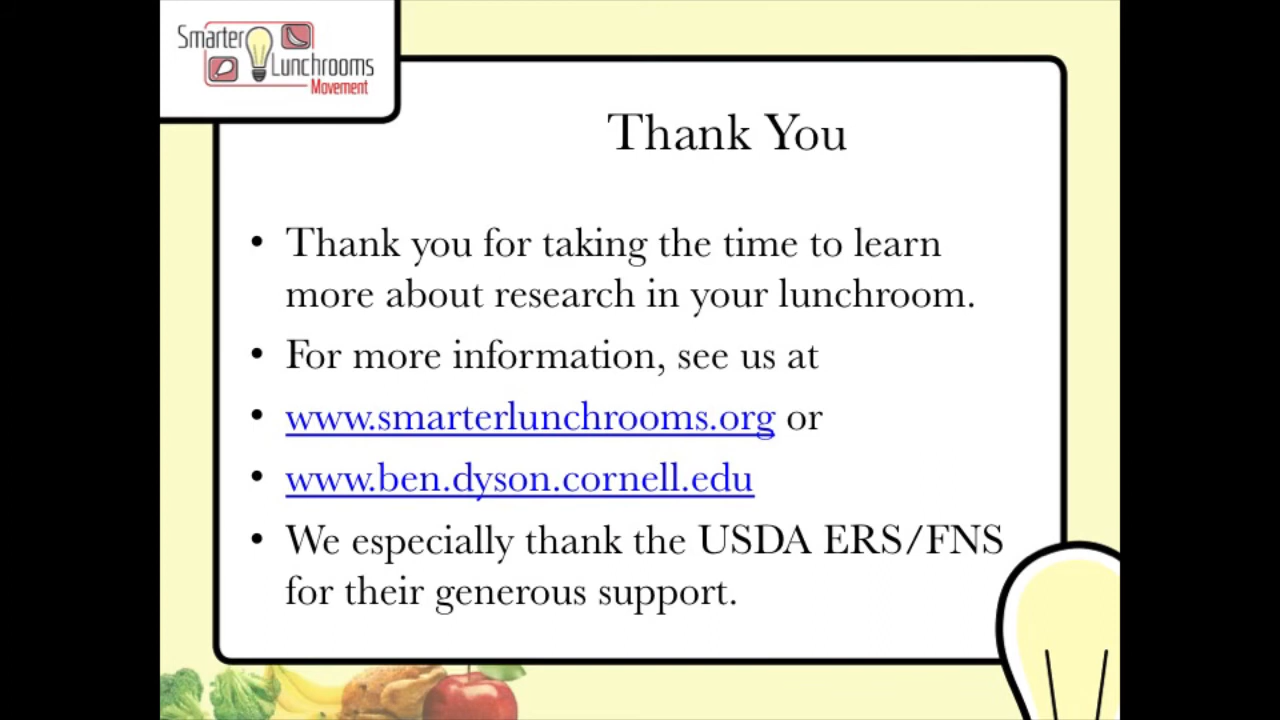 Smarter
Lunchrooms
Movement
Thank You
• Thank you for taking the time to learn
more about research in your lunchroom.
• For more information, see us at
• www.smarterlunchrooms.org or
• www.ben.dyson.cornell.edu
• We especially thank the USDA ERS/FNS
for their generous support.